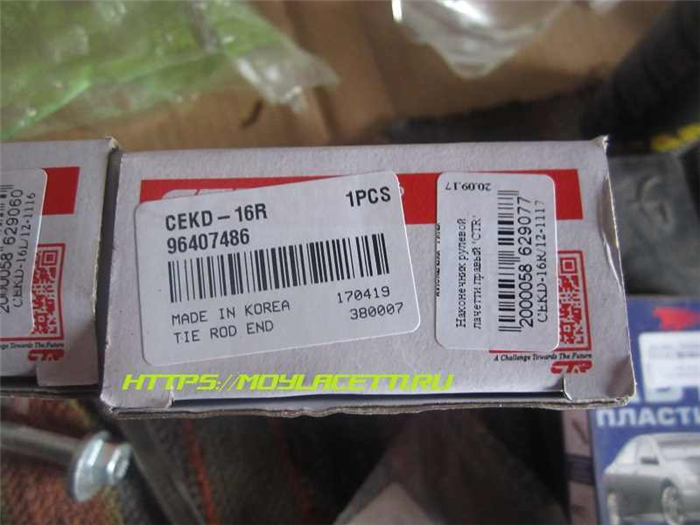 2000058 629060
CEKD-16L/12-1116
CEKD-16R 1PCS
96407486
MADE IN KOREA 170419
TIE ROD END 380007
20.09.17
Наконечник рулевой
лачетти правый "CTR"
2000058 629077
CEKD-16R/12-1117
A Challenge Towards The Future
CTR
HTTPS://MOYLACETTI.RU
ПЛАСТИ